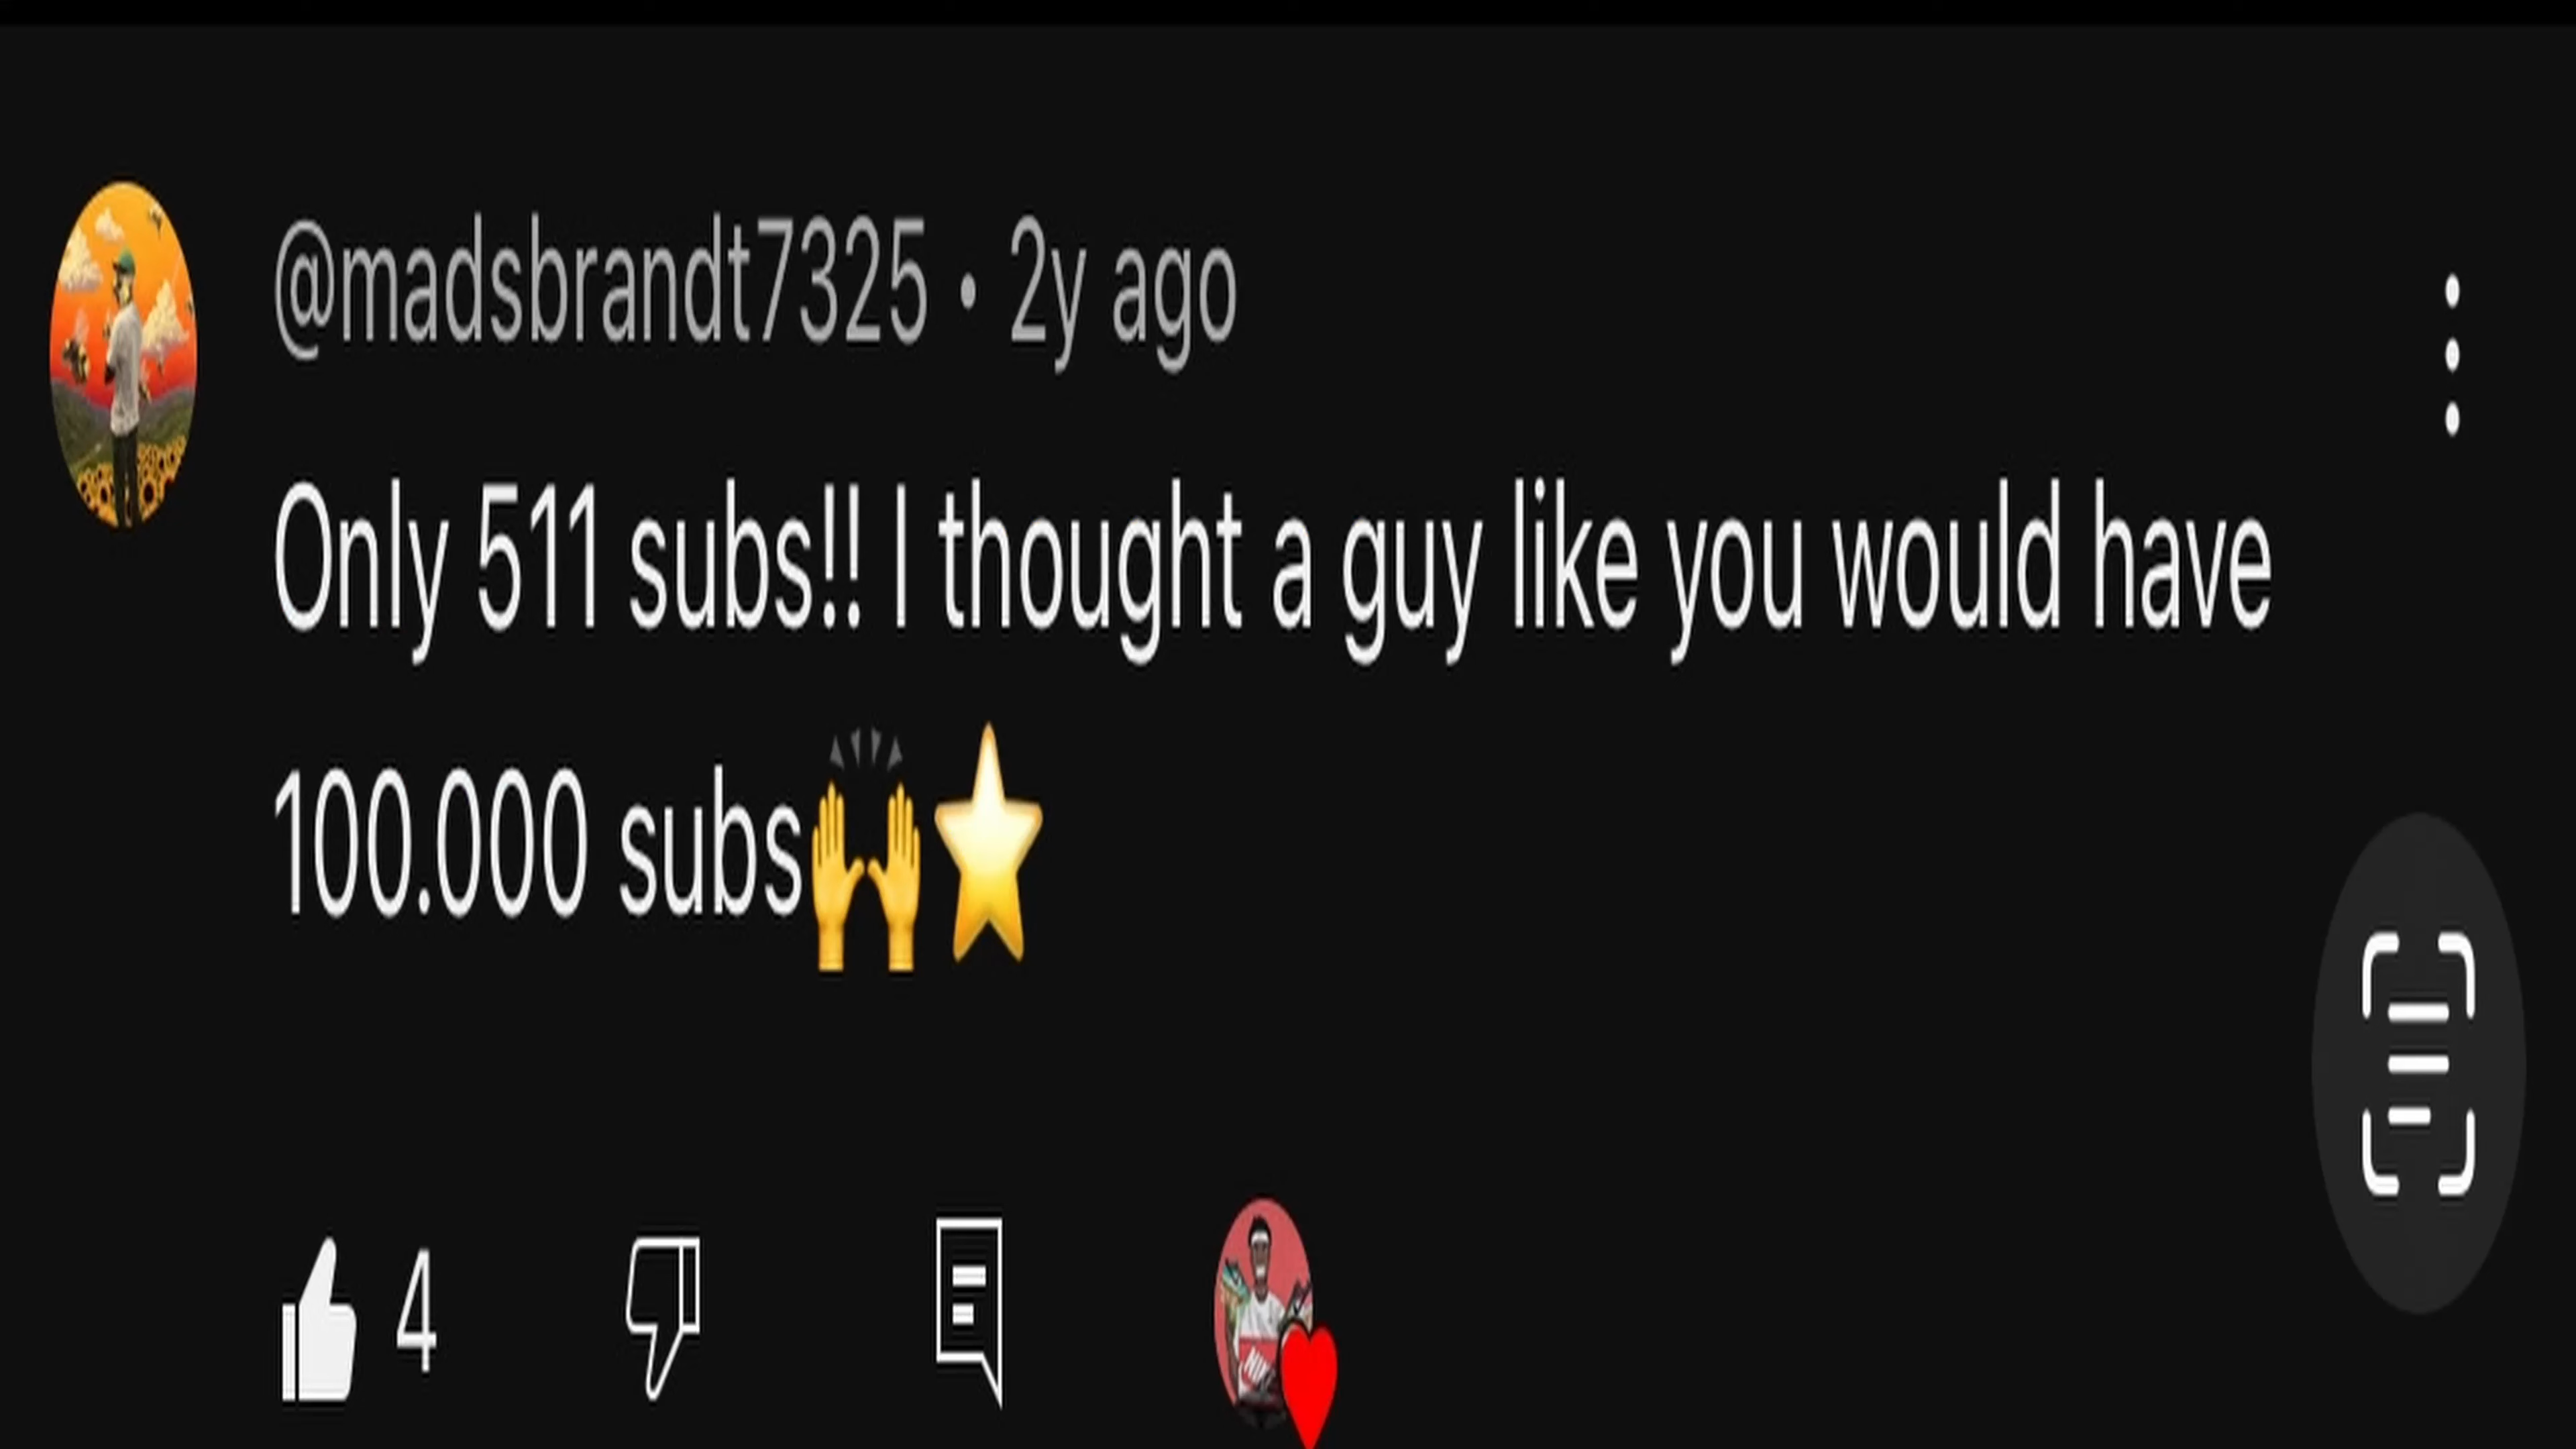 @madsbrandt7325 • 2y ago
Only 511 subs!! I thought a guy like you would have
100.000 subs🙌⭐
4